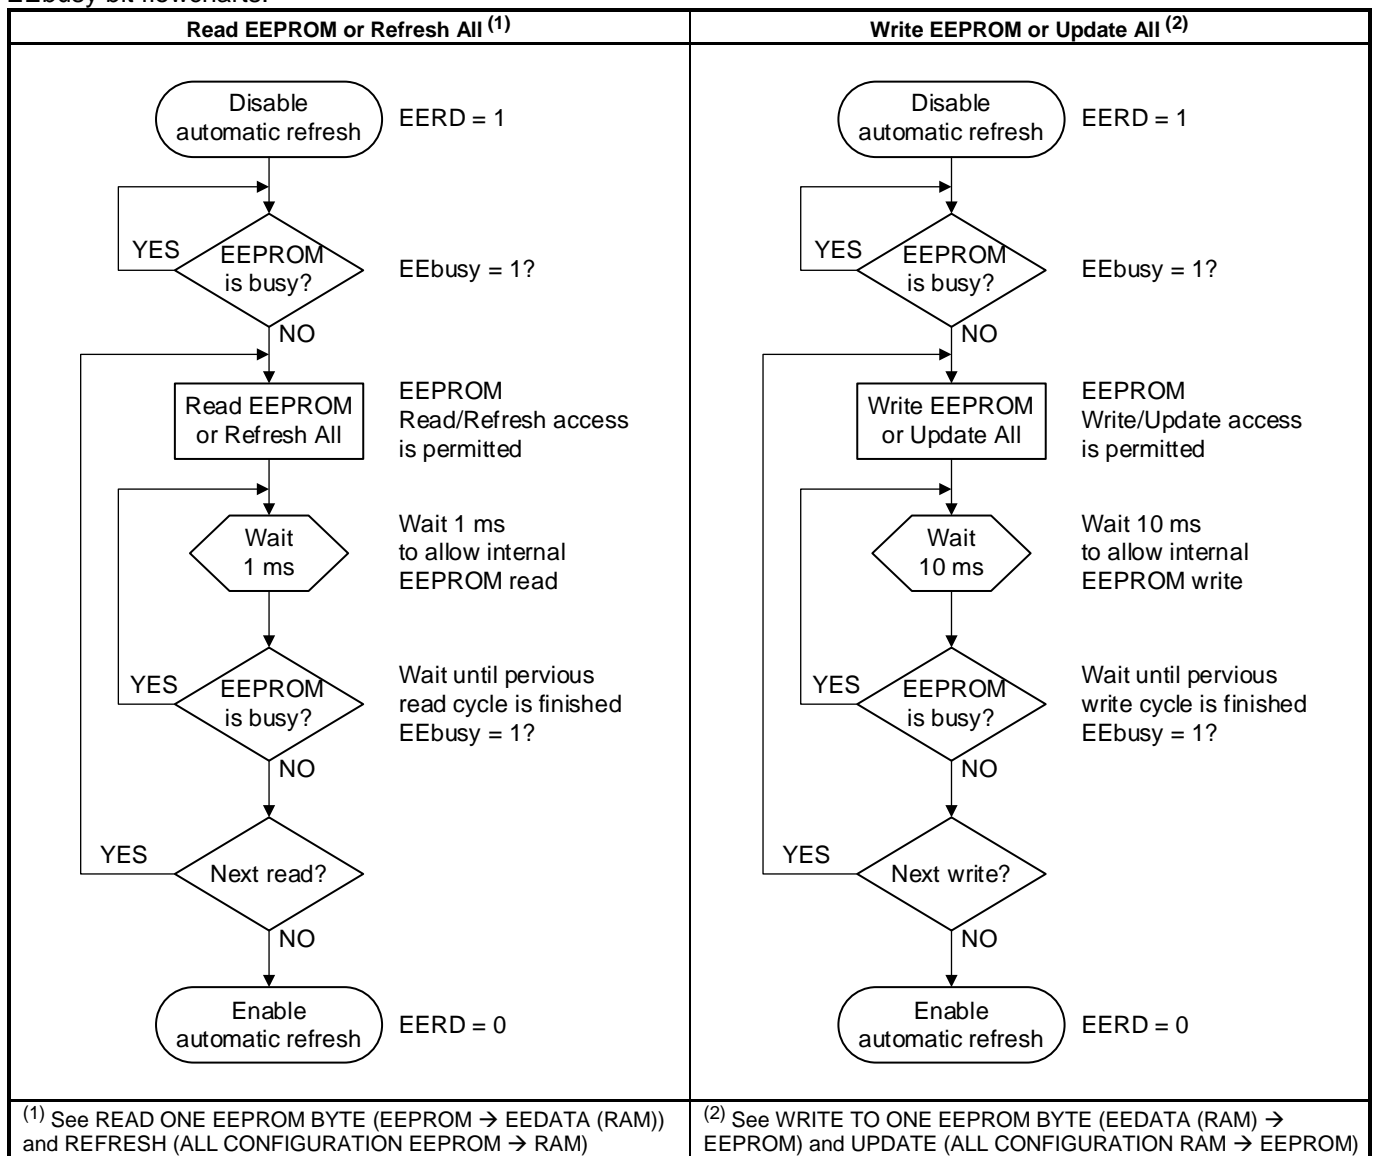 EEbusy bit flowcharts:
Read EEPROM or Refresh All (1)
Disable
automatic refresh
EERD = 1
YES
EEPROM
is busy?
EEbusy = 1?
NO
Read EEPROM
or Refresh All
EEPROM
Read/Refresh access
is permitted
Wait
1 ms
Wait 1 ms
to allow internal
EEPROM read
YES
EEPROM
is busy?
Wait until pervious
read cycle is finished
EEbusy = 1?
NO
YES
Next read?
NO
Enable
automatic refresh
EERD = 0
(1) See READ ONE EEPROM BYTE (EEPROM → EEDATA (RAM))
and REFRESH (ALL CONFIGURATION EEPROM → RAM)
Write EEPROM or Update All (2)
Disable
automatic refresh
EERD = 1
YES
EEPROM
is busy?
EEbusy = 1?
NO
Write EEPROM
or Update All
EEPROM
Write/Update access
is permitted
Wait
10 ms
Wait 10 ms
to allow internal
EEPROM write
YES
EEPROM
is busy?
Wait until pervious
write cycle is finished
EEbusy = 1?
NO
YES
Next write?
NO
Enable
automatic refresh
EERD = 0
(2) See WRITE TO ONE EEPROM BYTE (EEDATA (RAM) →
EEPROM) and UPDATE (ALL CONFIGURATION RAM → EEPROM)